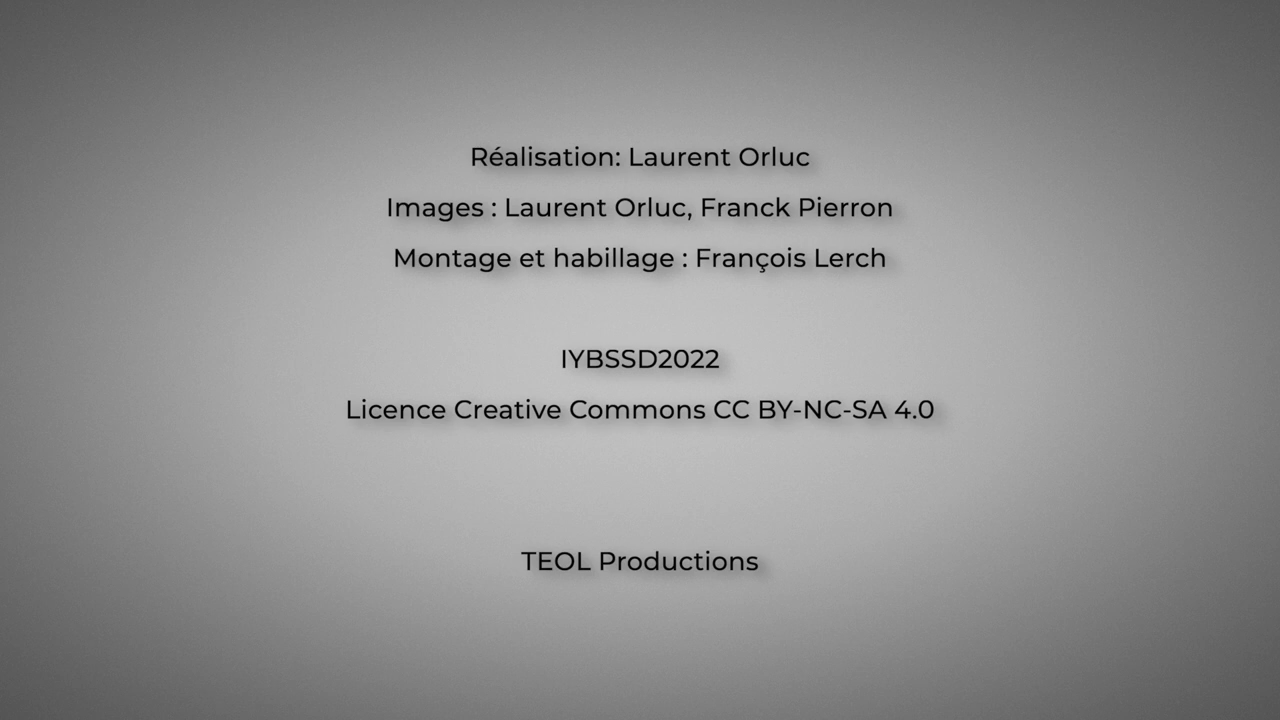 Réalisation: Laurent Orluc
Images : Laurent Orluc, Franck Pierron
Montage et habillage : François Lerch
IYBSSD2022
Licence Creative Commons CC BY-NC-SA 4.0
TEOL Productions